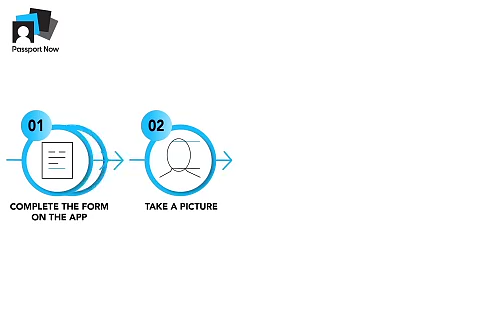 Passport Now
01
02
COMPLETE THE FORM
ON THE APP
TAKE A PICTURE